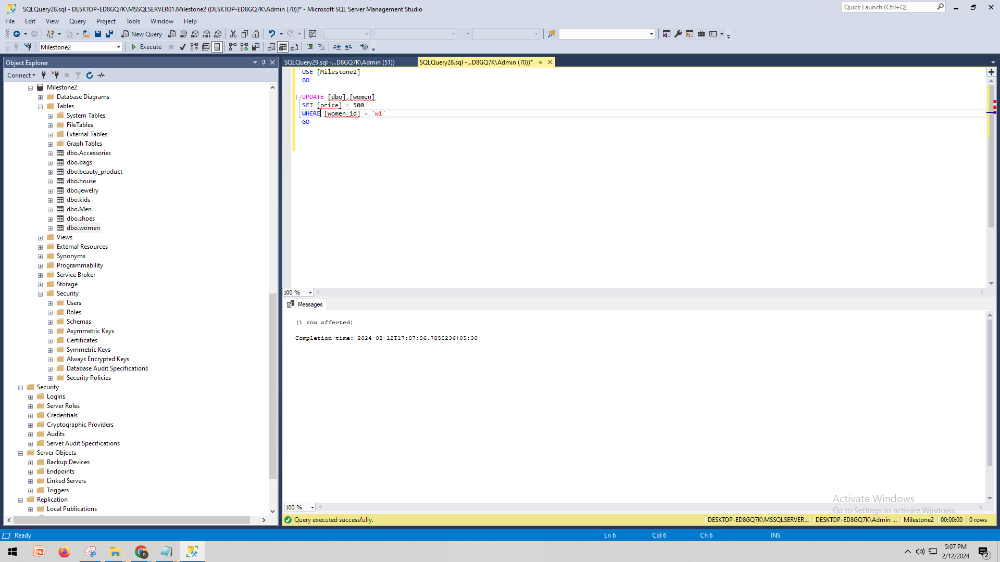 SQLQuery28.sql - DESKTOP-ED8GQ7K\MSSQLSERVER01.Milestone2 (DESKTOP-ED8GQ7K\Admin (70))* - Microsoft SQL Server Management Studio
Quick Launch (Ctrl+Q)
File Edit View Query Project Tools Window Help
New Query
MDX DMX XMLA DAX
Milestone2
Execute
Object Explorer
SQLQuery29.sql -...D8GQ7K\Admin (51))
SQLQuery28.sql -...D8GQ7K\Admin (70))*
Connect
Milestone2
Database Diagrams
Tables
System Tables
FileTables
External Tables
Graph Tables
dbo.Accessories
dbo.bags
dbo.beauty_product
dbo.house
dbo.jewelry
dbo.kids
dbo.Men
dbo.shoes
dbo.women
Views
External Resources
Synonyms
Programmability
Service Broker
Storage
Security
Users
Roles
Schemas
Asymmetric Keys
Certificates
Symmetric Keys
Always Encrypted Keys
Database Audit Specifications
Security Policies
Security
Logins
Server Roles
Credentials
Cryptographic Providers
Audits
Server Audit Specifications
Server Objects
Backup Devices
Endpoints
Linked Servers
Triggers
Replication
Local Publications
USE [Milestone2]
GO
UPDATE [dbo].[women]
SET [price] = 500
WHERE [women_id] = 'w1'
GO
100 %
Messages
(1 row affected)
Completion time: 2024-02-12T17:07:06.7850236+05:30
Activate Windows
Go to Settings to activate Windows.
100 %
Query executed successfully.
DESKTOP-ED8GQ7K\MSSQLSERVER... DESKTOP-ED8GQ7K\Admin ... Milestone2 00:00:00 0 rows
Ready
Ln 6 Col 6 Ch 6 INS
5:07 PM
2/12/2024
2